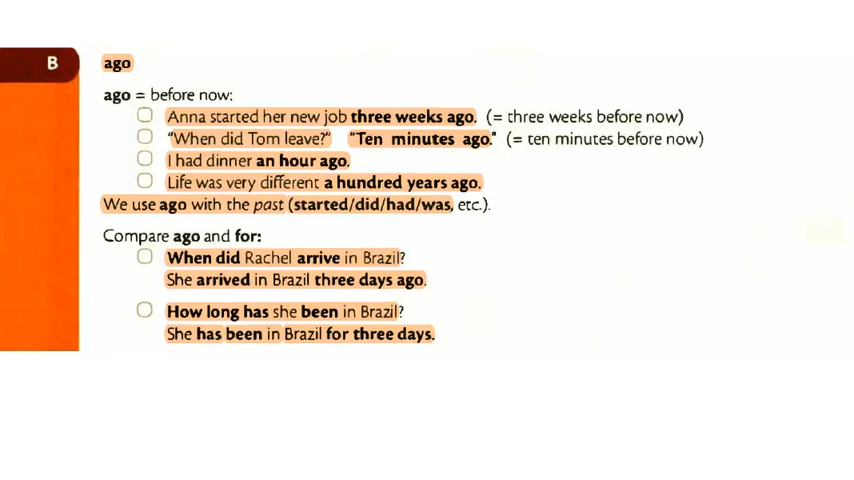 B
ago
ago = before now:
Anna started her new job three weeks ago. (= three weeks before now)
"When did Tom leave?" "Ten minutes ago." (= ten minutes before now)
I had dinner an hour ago.
Life was very different a hundred years ago.
We use ago with the past (started/did/had/was, etc.).
Compare ago and for:
When did Rachel arrive in Brazil?
She arrived in Brazil three days ago.
How long has she been in Brazil?
She has been in Brazil for three days.